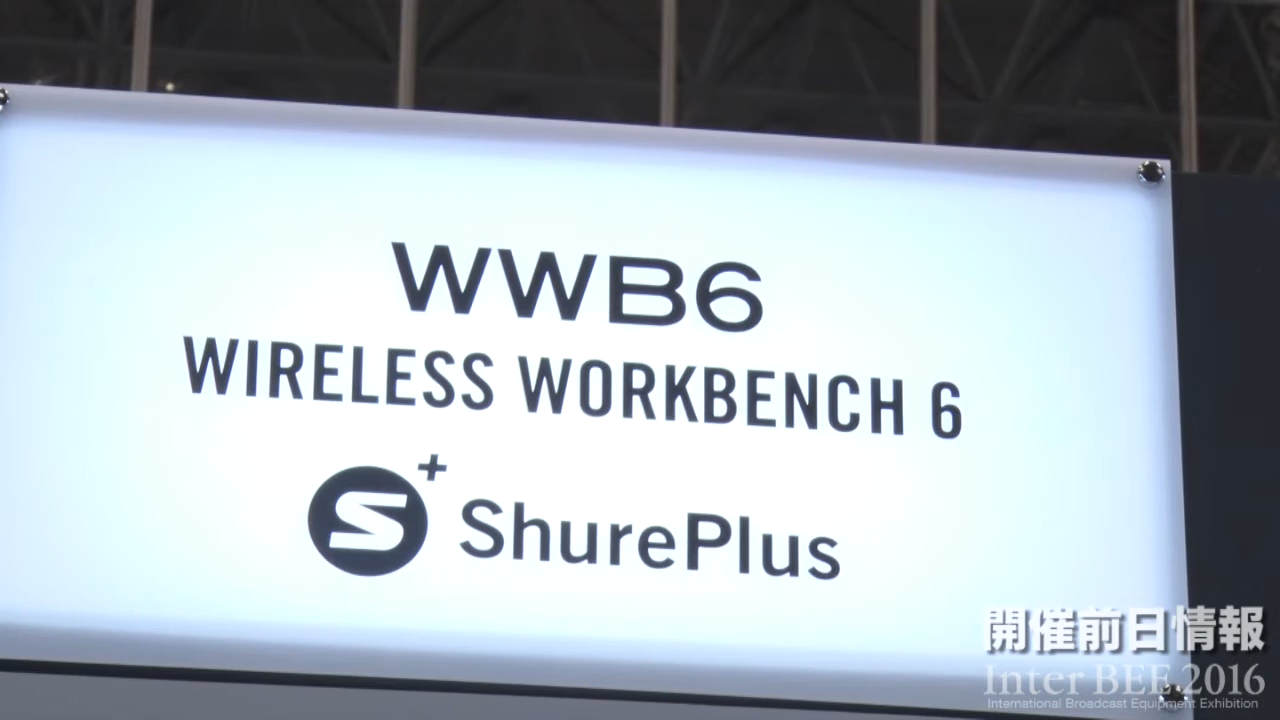 WWB6
WIRELESS WORKBENCH 6
S+ ShurePlus
開催前日情報
Inter BEE 2016
International Broadcast Equipment Exhibition